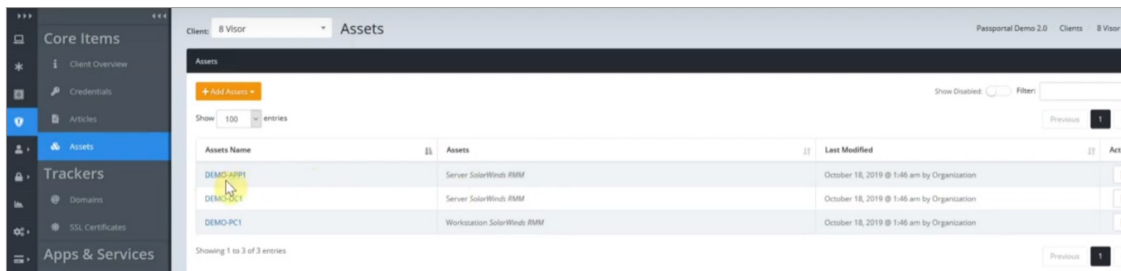 Core Items
Client Overview
Credentials
Articles
Assets
Trackers
Domains
SSL Certificates
Apps & Services
Client: 8 Visor Assets
Passportal Demo 2.0 Clients 8 Visor
Assets
+ Add Assets
Show Disabled: Filter:
Show 100 entries
Previous 1
Assets Name Assets Last Modified Act
DEMO-APP1 Server SolarWinds RMM October 18, 2019 @ 1:46 am by Organization
DEMO-DC1 Server SolarWinds RMM October 18, 2019 @ 1:46 am by Organization
DEMO-PC1 Workstation SolarWinds RMM October 18, 2019 @ 1:46 am by Organization
Showing 1 to 3 of 3 entries
Previous 1